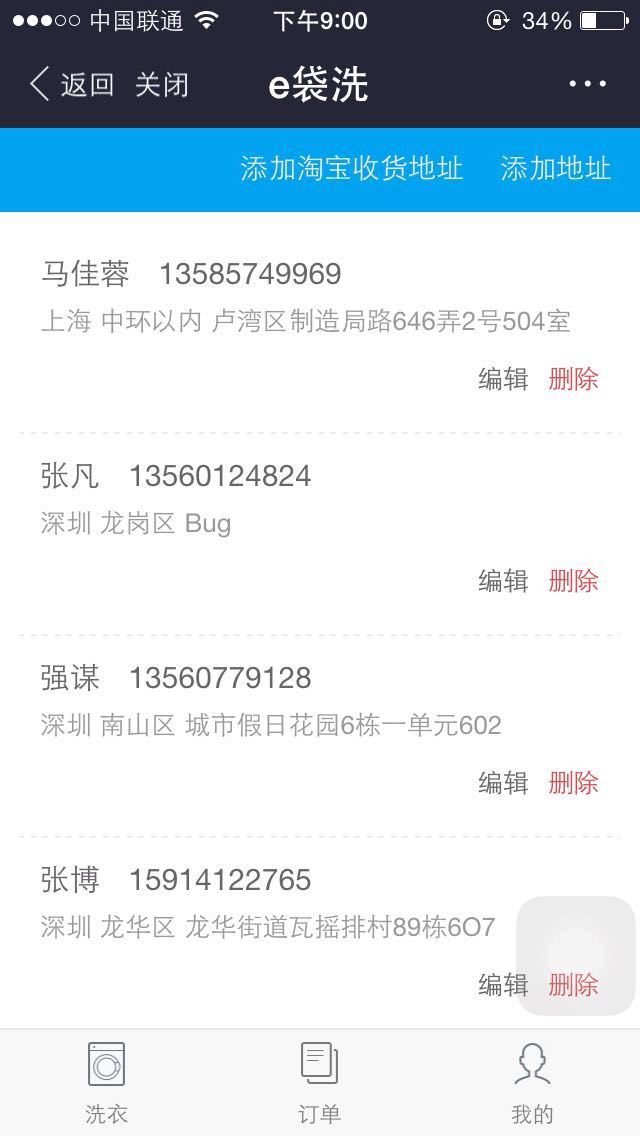 中国联通 下午9:00 34%
返回 关闭 e袋洗
添加淘宝收货地址 添加地址
马佳蓉 13585749969
上海 中环以内 卢湾区制造局路646弄2号504室
编辑 删除
张凡 13560124824
深圳 龙岗区 Bug
编辑 删除
强谋 13560779128
深圳 南山区 城市假日花园6栋一单元602
编辑 删除
张博 15914122765
深圳 龙华区 龙华街道瓦摇排村89栋6O7
编辑 删除
洗衣 订单 我的